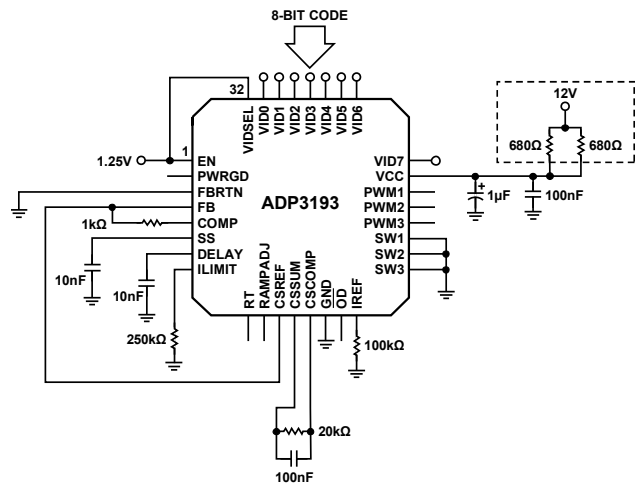 8-BIT CODE
32
VIDSEL
VID0
VID1
VID2
VID3
VID4
VID5
VID6
12V
680Ω
680Ω
1.25V
1
EN
PWRGD
FBRTN
FB
COMP
SS
DELAY
ILIMIT
ADP3193
VID7
VCC
PWM1
PWM2
PWM3
SW1
SW2
SW3
+
1µF
100nF
1kΩ
10nF
10nF
250kΩ
RT
RAMPADJ
CSREF
CSSUM
CSCOMP
GND
OD
IREF
100kΩ
20kΩ
100nF